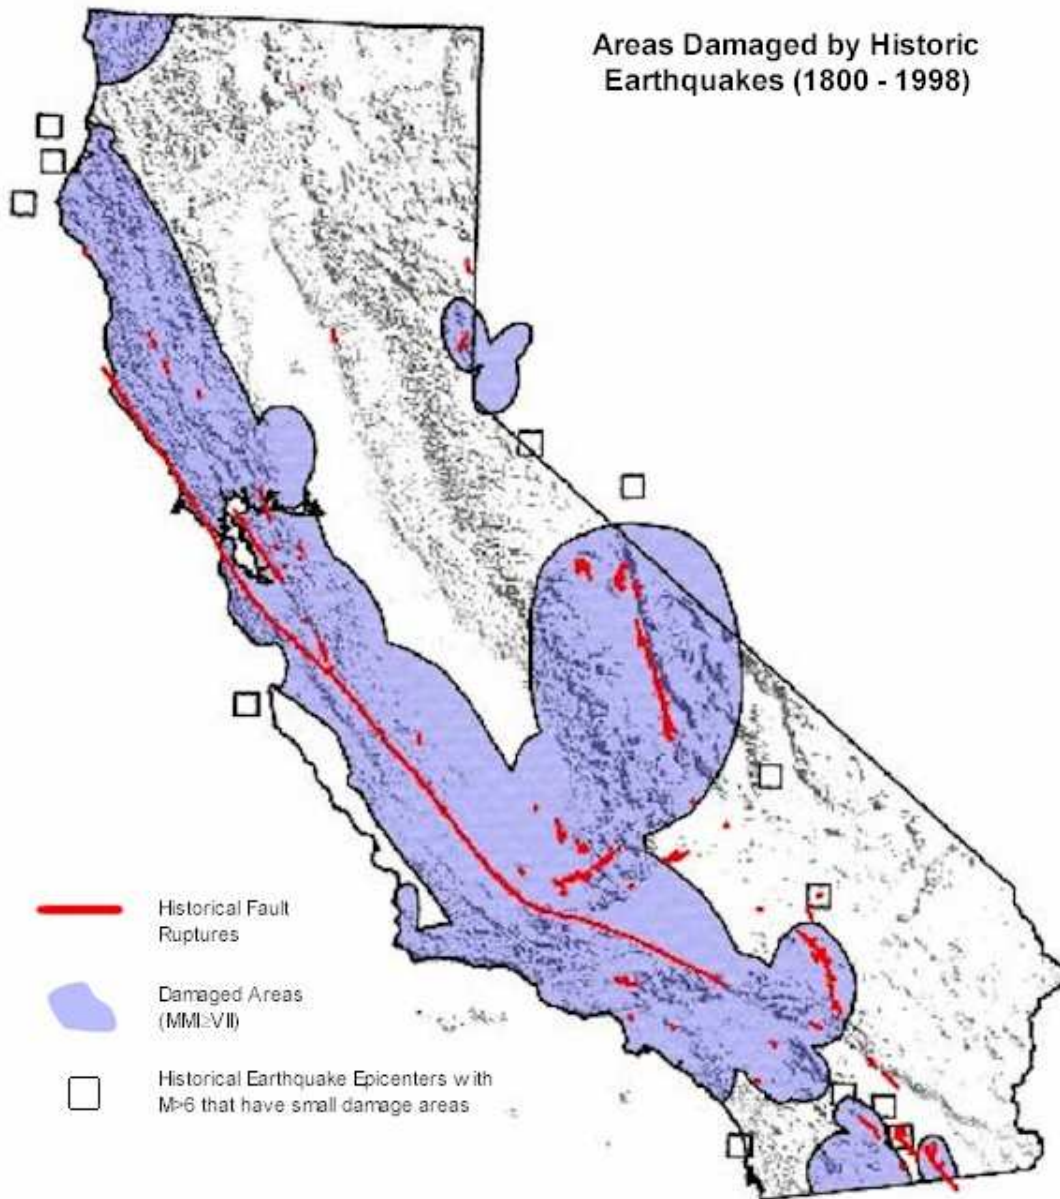 Areas Damaged by Historic
Earthquakes (1800 - 1998)
Historical Fault
Ruptures
Damaged Areas
(MMI≥VII)
Historical Earthquake Epicenters with
M>6 that have small damage areas